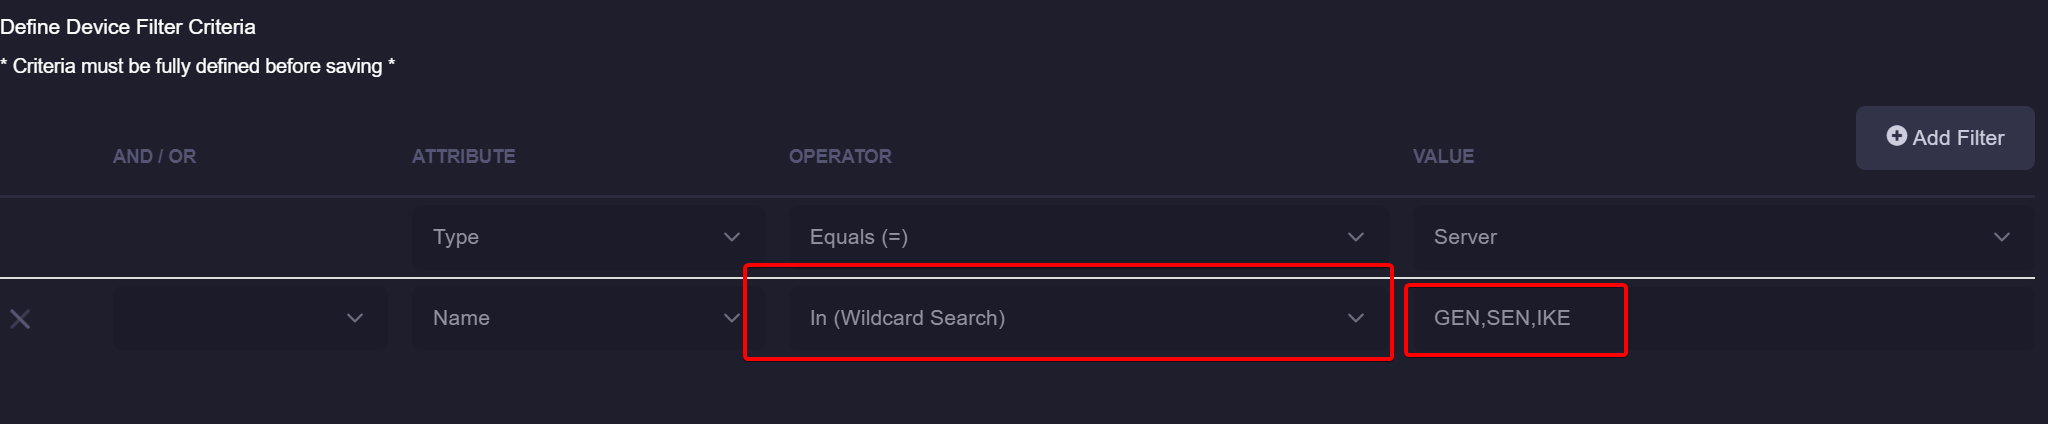 Define Device Filter Criteria
* Criteria must be fully defined before saving *
Add Filter
AND / OR ATTRIBUTE OPERATOR VALUE
Type Equals (=) Server
Name In (Wildcard Search) GEN,SEN,IKE